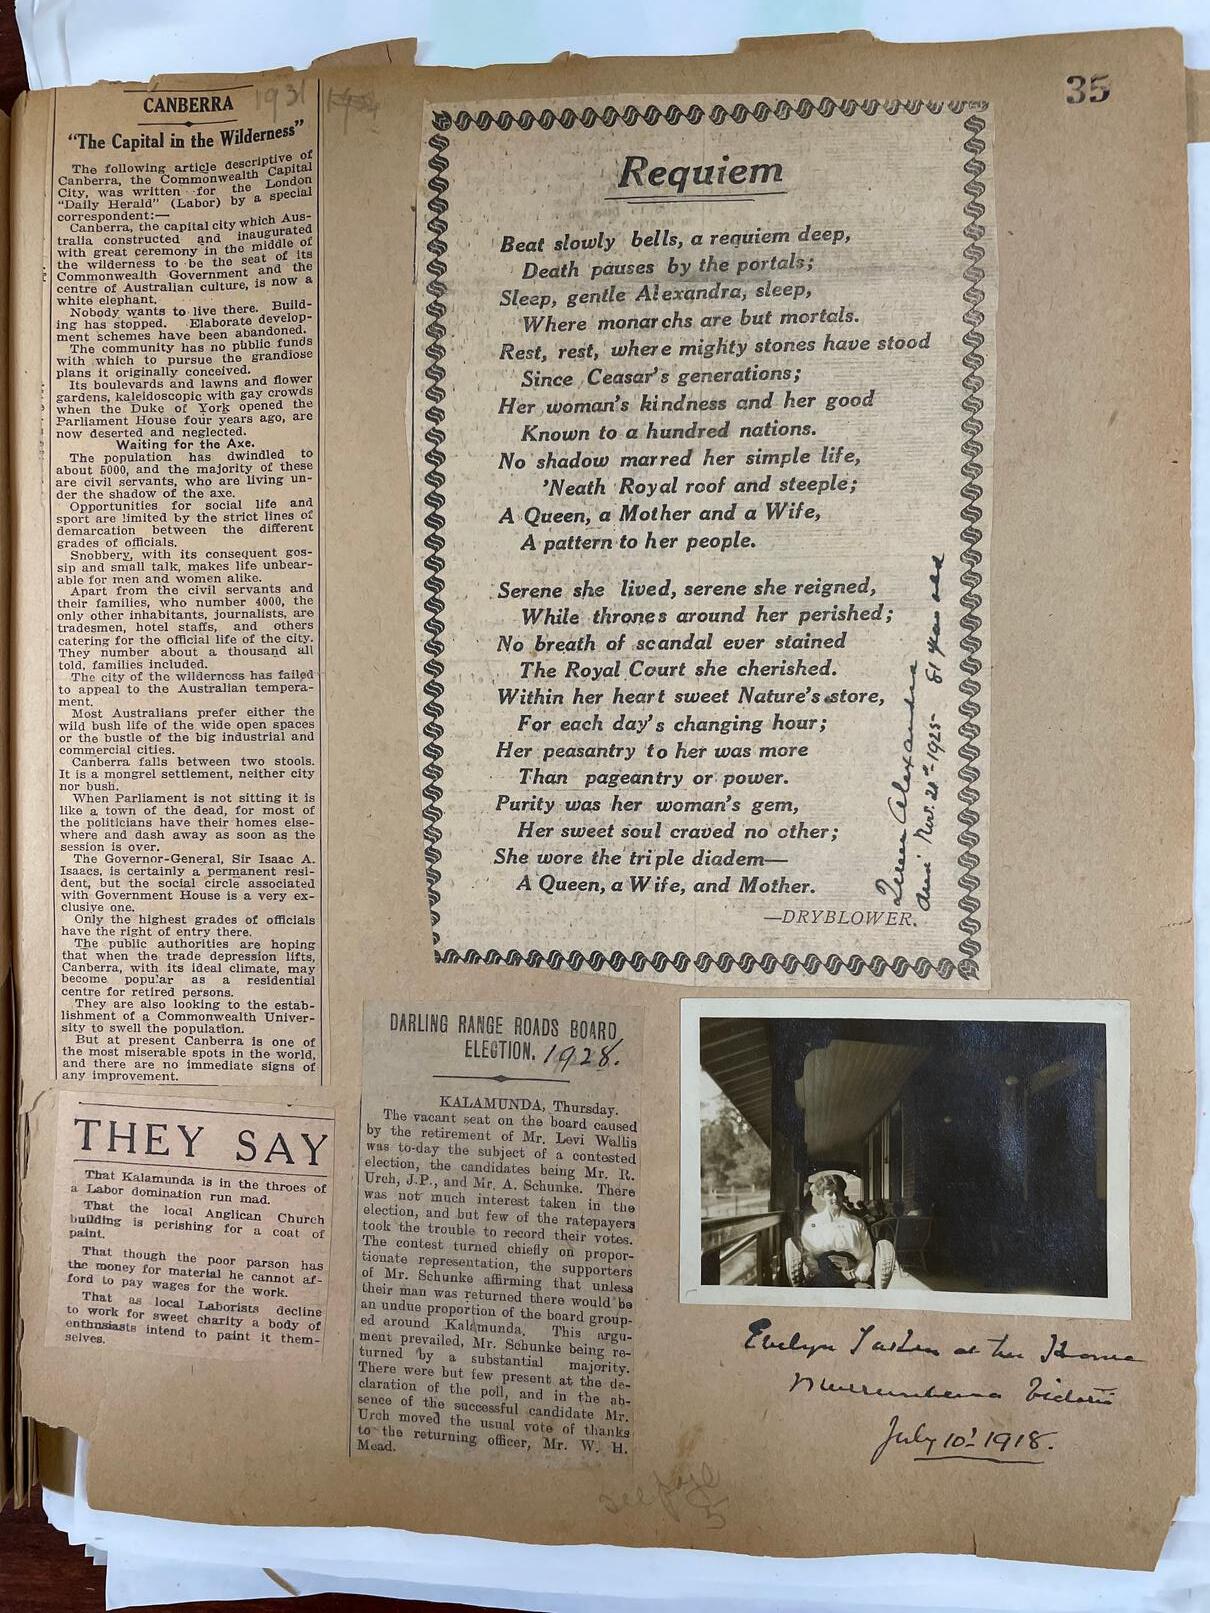 35
CANBERRA 1931
"The Capital in the Wilderness"
The following article descriptive of
Canberra, the Commonwealth Capital
City, was written for the London
"Daily Herald" (Labor) by a special
correspondent:—
Canberra, the capital city which Aus-
tralia constructed and inaugurated
with great ceremony in the middle of
the wilderness to be the seat of its
Commonwealth Government and the
centre of Australian culture, is now a
white elephant.
Nobody wants to live there. Build-
ing has stopped. Elaborate develop-
ment schemes have been abandoned.
The community has no public funds
with which to pursue the grandiose
plans it originally conceived.
Its boulevards and lawns and flower
gardens, kaleidoscopic with gay crowds
when the Duke of York opened the
Parliament House four years ago, are
now deserted and neglected.
Waiting for the Axe.
The population has dwindled to
about 5000, and the majority of these
are civil servants, who are living un-
der the shadow of the axe.
Opportunities for social life and
sport are limited by the strict lines of
demarcation between the different
grades of officials.
Snobbery, with its consequent gos-
sip and small talk, makes life unbear-
able for men and women alike.
Apart from the civil servants and
their families, who number 4000, the
only other inhabitants, journalists, are
tradesmen, hotel staffs, and others
catering for the official life of the city.
They number about a thousand all
told, families included.
The city of the wilderness has failed
to appeal to the Australian tempera-
ment.
Most Australians prefer either the
wild bush life of the wide open spaces
or the bustle of the big industrial and
commercial cities.
Canberra falls between two stools.
It is a mongrel settlement, neither city
nor bush.
When Parliament is not sitting it is
like a town of the dead, for most of
the politicians have their homes else-
where and dash away as soon as the
session is over.
The Governor-General, Sir Isaac A.
Isaacs, is certainly a permanent resi-
dent, but the social circle associated
with Government House is a very ex-
clusive one.
Only the highest grades of officials
have the right of entry there.
The public authorities are hoping
that when the trade depression lifts,
Canberra, with its ideal climate, may
become popular as a residential
centre for retired persons.
They are also looking to the estab-
lishment of a Commonwealth Univer-
sity to swell the population.
But at present Canberra is one of
the most miserable spots in the world,
and there are no immediate signs of
any improvement.
THEY SAY
That Kalamunda is in the throes of
a Labor domination run mad.
That the local Anglican Church
building is perishing for a coat of
paint.
That though the poor parson has
the money for material he cannot af-
ford to pay wages for the work.
That as local Laborists decline
to work for sweet charity a body of
enthusiasts intend to paint it them-
selves.
Requiem
Beat slowly bells, a requiem deep,
Death pauses by the portals;
Sleep, gentle Alexandra, sleep,
Where monarchs are but mortals.
Rest, rest, where mighty stones have stood
Since Ceasar's generations;
Her woman's kindness and her good
Known to a hundred nations.
No shadow marred her simple life,
'Neath Royal roof and steeple;
A Queen, a Mother and a Wife,
A pattern to her people.
Serene she lived, serene she reigned,
While thrones around her perished;
No breath of scandal ever stained
The Royal Court she cherished.
Within her heart sweet Nature's store,
For each day's changing hour;
Her peasantry to her was more
Than pageantry or power.
Purity was her woman's gem,
Her sweet soul craved no other;
She wore the triple diadem—
A Queen, a Wife, and Mother.
—DRYBLOWER.
Queen Alexandra
died Nov. 21st 1925 - 81 years old
DARLING RANGE ROADS BOARD
ELECTION. 1928.
KALAMUNDA, Thursday.
The vacant seat on the board caused
by the retirement of Mr. Levi Wallis
was to-day the subject of a contested
election, the candidates being Mr. R.
Urch, J.P., and Mr. A. Schunke. There
was not much interest taken in the
election, and but few of the ratepayers
took the trouble to record their votes.
The contest turned chiefly on propor-
tionate representation, the supporters
of Mr. Schunke affirming that unless
their man was returned there would be
an undue proportion of the board group-
ed around Kalamunda. This argu-
ment prevailed, Mr. Schunke being re-
turned by a substantial majority.
There were but few present at the de-
claration of the poll, and in the ab-
sence of the successful candidate Mr.
Urch moved the usual vote of thanks
to the returning officer, Mr. W. H.
Mead.
see page
Evelyn at the Home
Murrumbeena Victoria
July 10th 1918.